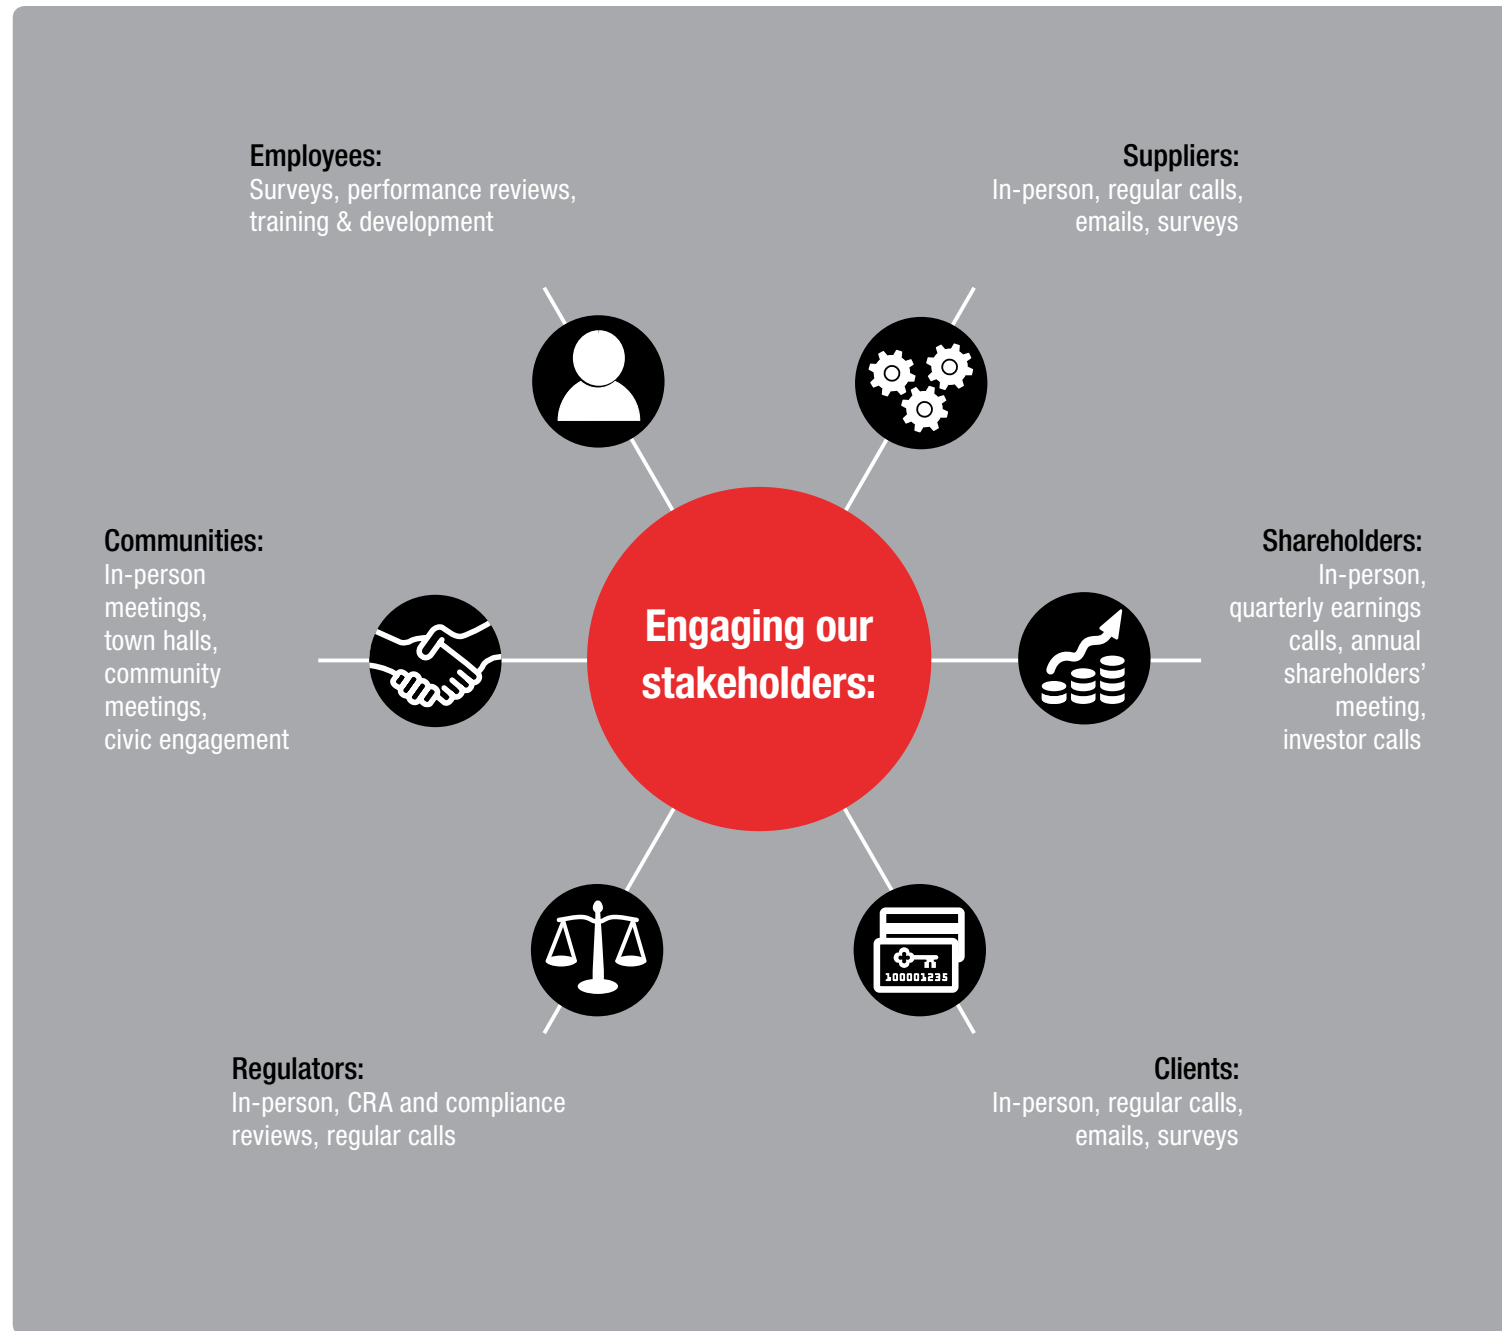 Employees:
Surveys, performance reviews,
training & development
Suppliers:
In-person, regular calls,
emails, surveys
Communities:
In-person
meetings,
town halls,
community
meetings,
civic engagement
Engaging our
stakeholders:
Shareholders:
In-person,
quarterly earnings
calls, annual
shareholders’
meeting,
investor calls
100001235
Regulators:
In-person, CRA and compliance
reviews, regular calls
Clients:
In-person, regular calls,
emails, surveys